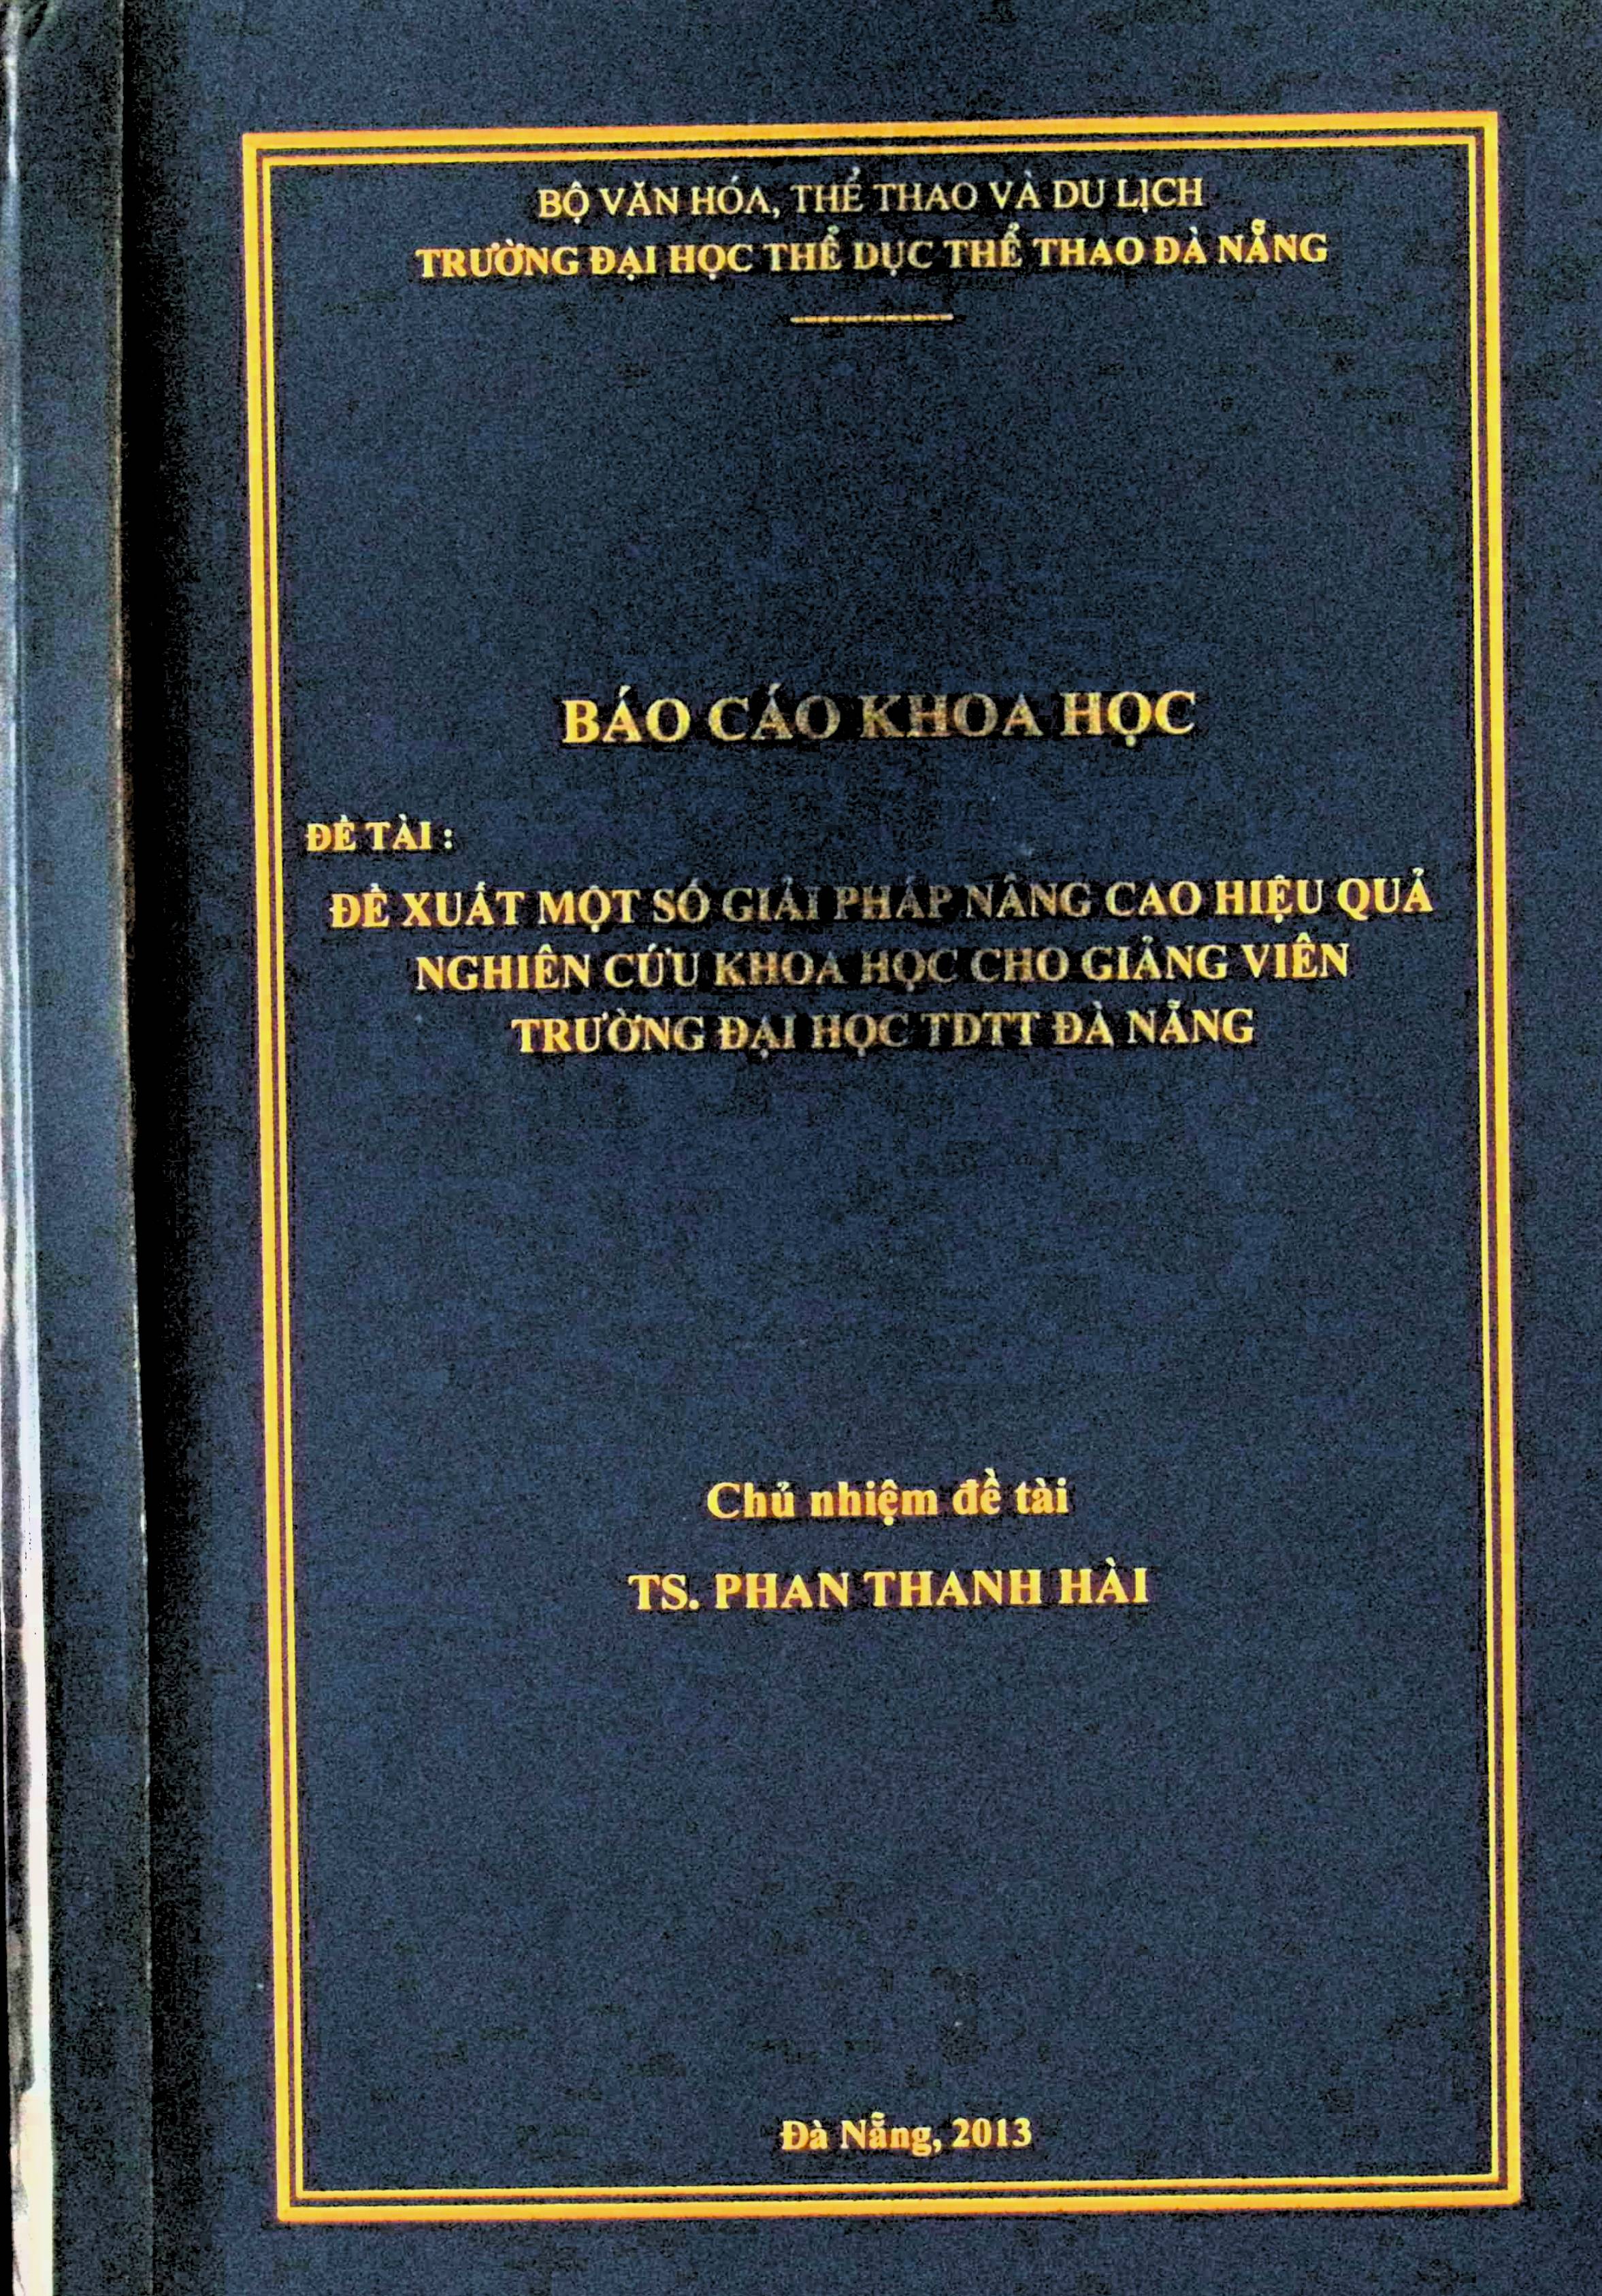 BỘ VĂN HÓA, THỂ THAO VÀ DU LỊCH
TRƯỜNG ĐẠI HỌC THỂ DỤC THỂ THAO ĐÀ NẴNG
BÁO CÁO KHOA HỌC
ĐỀ TÀI :
ĐỀ XUẤT MỘT SỐ GIẢI PHÁP NÂNG CAO HIỆU QUẢ
NGHIÊN CỨU KHOA HỌC CHO GIẢNG VIÊN
TRƯỜNG ĐẠI HỌC TDTT ĐÀ NẴNG
Chủ nhiệm đề tài
TS. PHAN THANH HÀI
Đà Nẵng, 2013